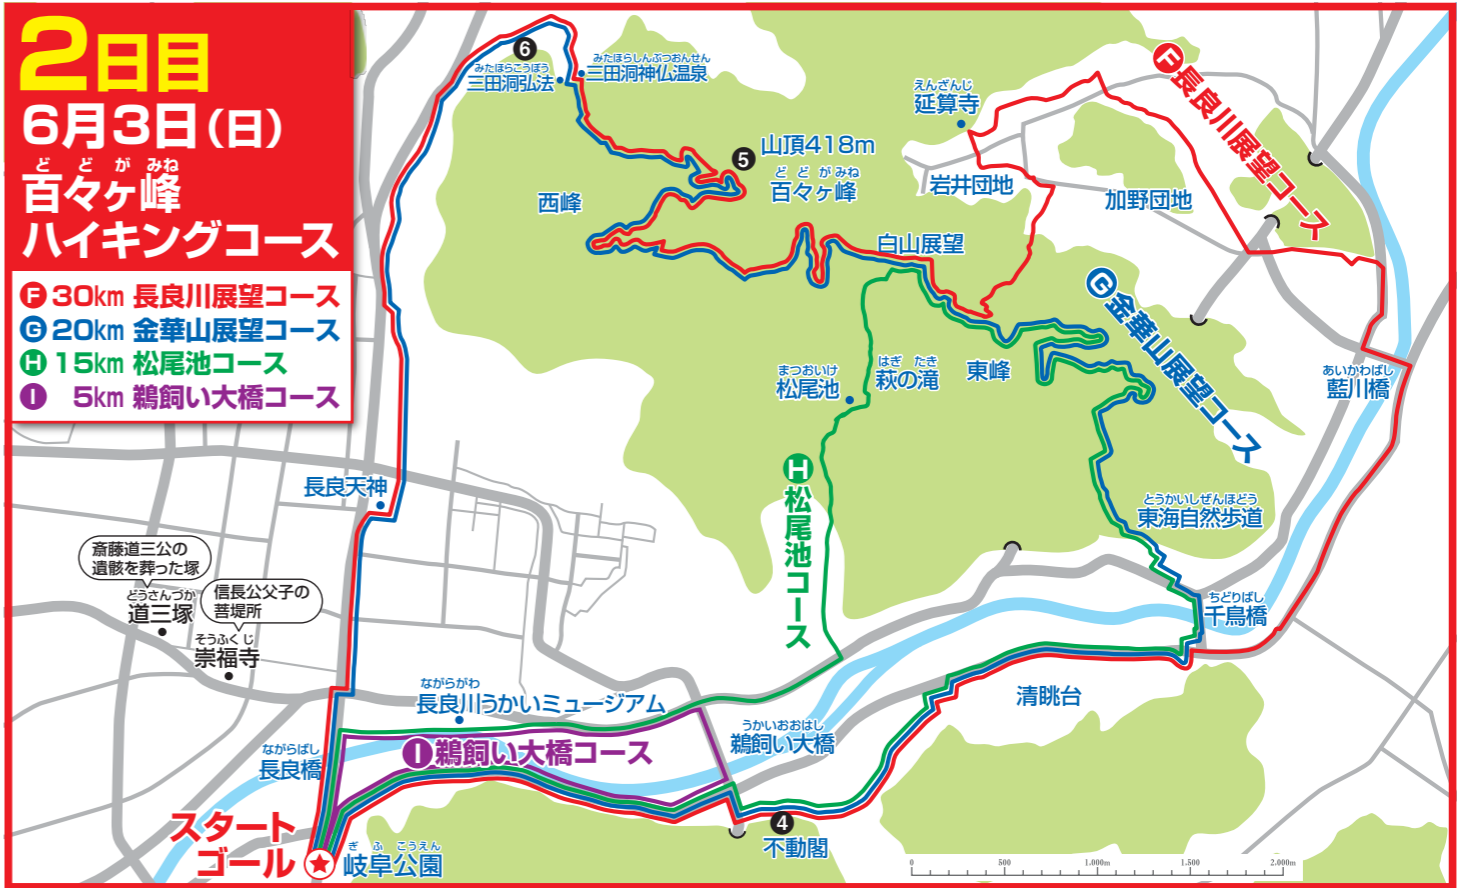 2日目
6月3日(日)
どどがみね
百々ヶ峰
ハイキングコース
F 30km 長良川展望コース
G 20km 金華山展望コース
H 15km 松尾池コース
I 5km 鵜飼い大橋コース
6
みたほらこうぼう
三田洞弘法
みたほらしんぶつおんせん
三田洞神仏温泉
5
山頂418m
どどがみね
百々ヶ峰
西峰
えんざんじ
延算寺
岩井団地
加野団地
F長良川展望コース
白山展望
G金華山展望コース
まつおいけ
松尾池
はぎ たき
萩の滝
東峰
あいかわばし
藍川橋
H松尾池コース
長良天神
とうかいしぜんほどう
東海自然歩道
斎藤道三公の
遺骸を葬った塚
どうさんづか
道三塚
信長公父子の
菩提所
そうふくじ
崇福寺
ちどりばし
千鳥橋
ながらがわ
長良川うかいミュージアム
清眺台
うかいおおはし
鵜飼い大橋
I鵜飼い大橋コース
ながらばし
長良橋
4
不動閣
スタート
ゴール
ぎふこうえん
岐阜公園
0 500 1.000m 1.500 2.000m